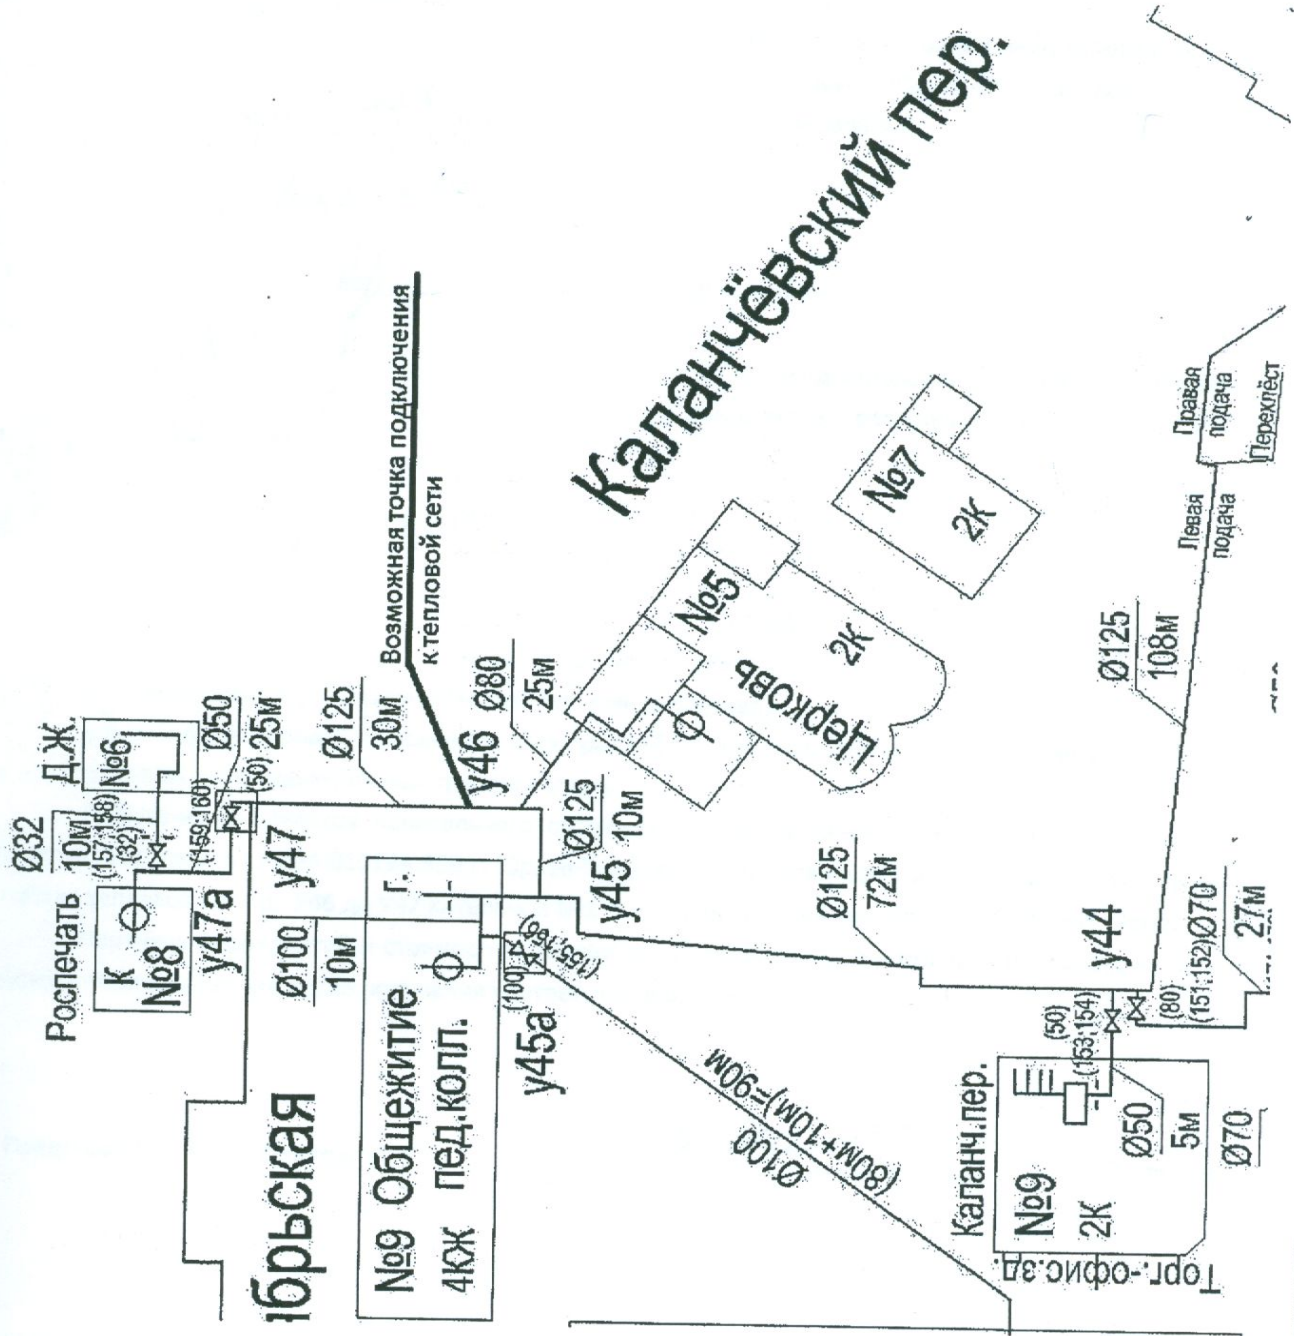 Каланчёвский пер.
Возможная точка подключения
к тепловой сети
Д.Ж.
№6
Ø32
10м
(157;158)
(32)
(159;160)
Ø50
25м
(50)
Роспечать
К
№8
у47а
у47
Ø125
30м
у46
Ø80
25м
Ø125
10м
у45
Ø100
10м
г.
№9 Общежитие
4КЖ пед.колл.
(100)
(155;156)
у45а
Ø100
(80м+10м)=90м
№5
2К
Церковь
№7
2К
Правая
подача
Перехлёст
Левая
подача
Ø125
108м
Ø125
72м
у44
Ø70
27м
(80)
(151;152)
(50)
(153;154)
Каланч.пер.
№9
2К
Ø50
5м
Ø70
Торг.-офис.зд.
брьская